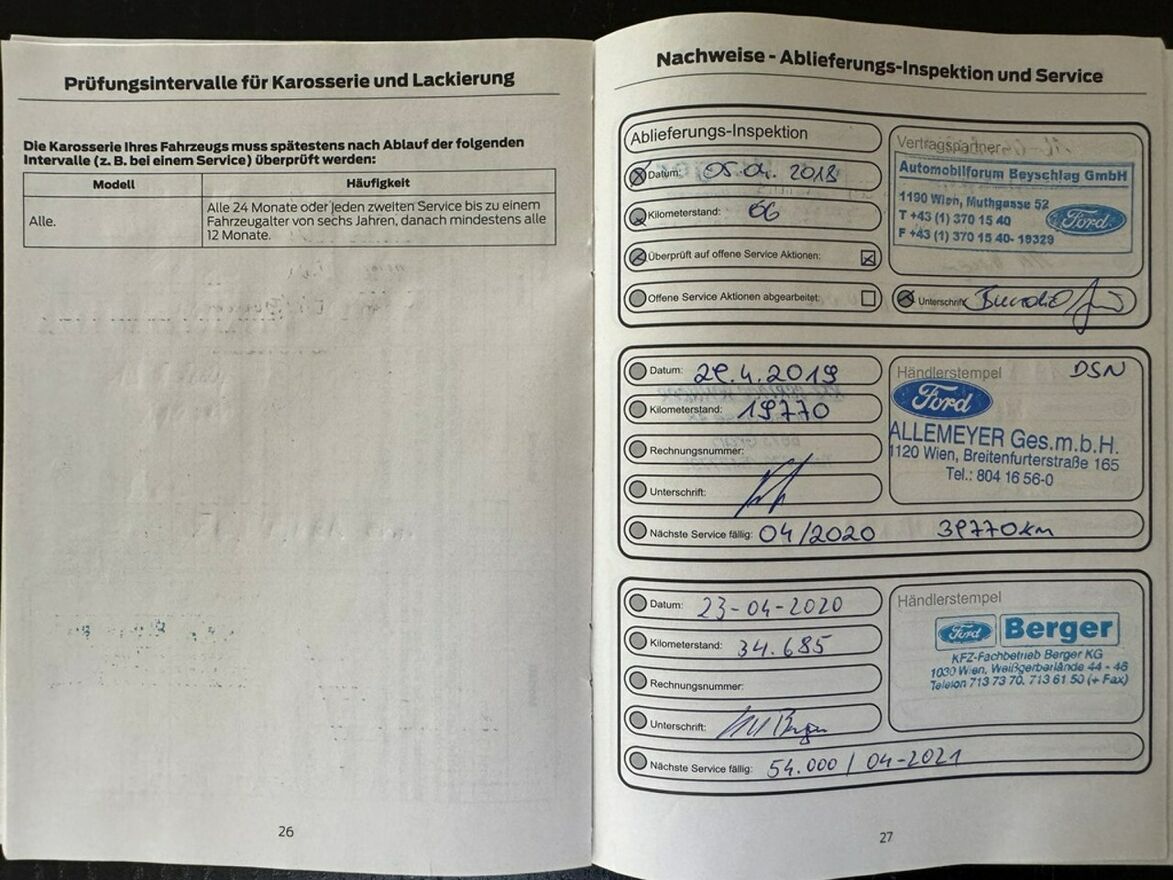 Prüfungsintervalle für Karosserie und Lackierung
Die Karosserie Ihres Fahrzeugs muss spätestens nach Ablauf der folgenden
Intervalle (z. B. bei einem Service) überprüft werden:
Modell
Häufigkeit
Alle.
Alle 24 Monate oder jeden zweiten Service bis zu einem
Fahrzeugalter von sechs Jahren, danach mindestens alle
12 Monate.
26
Nachweise - Ablieferungs-Inspektion und Service
Ablieferungs-Inspektion
Datum: 05.04. 2018
Kilometerstand: 66
Überprüft auf offene Service Aktionen:
Offene Service Aktionen abgearbeitet:
Vertragspartner
Automobilforum Beyschlag GmbH
1190 Wien, Muthgasse 52
T +43 (1) 370 15 40
F +43 (1) 370 15 40- 19329
Ford
Unterschrift:
Datum: 29.4.2019
Kilometerstand: 19770
Rechnungsnummer:
Unterschrift:
Nächste Service fällig: 04/2020 39770km
Händlerstempel DSN
Ford
ALLEMEYER Ges.m.b.H.
1120 Wien, Breitenfurterstraße 165
Tel.: 804 16 56-0
Datum: 23-04-2020
Kilometerstand: 34.685
Rechnungsnummer:
Unterschrift:
Nächste Service fällig: 54.000 / 04-2021
Händlerstempel
Ford Berger
KFZ-Fachbetrieb Berger KG
1030 Wien, Weißgerberlände 44 - 46
Telefon 713 73 70, 713 61 50 (+ Fax)
27